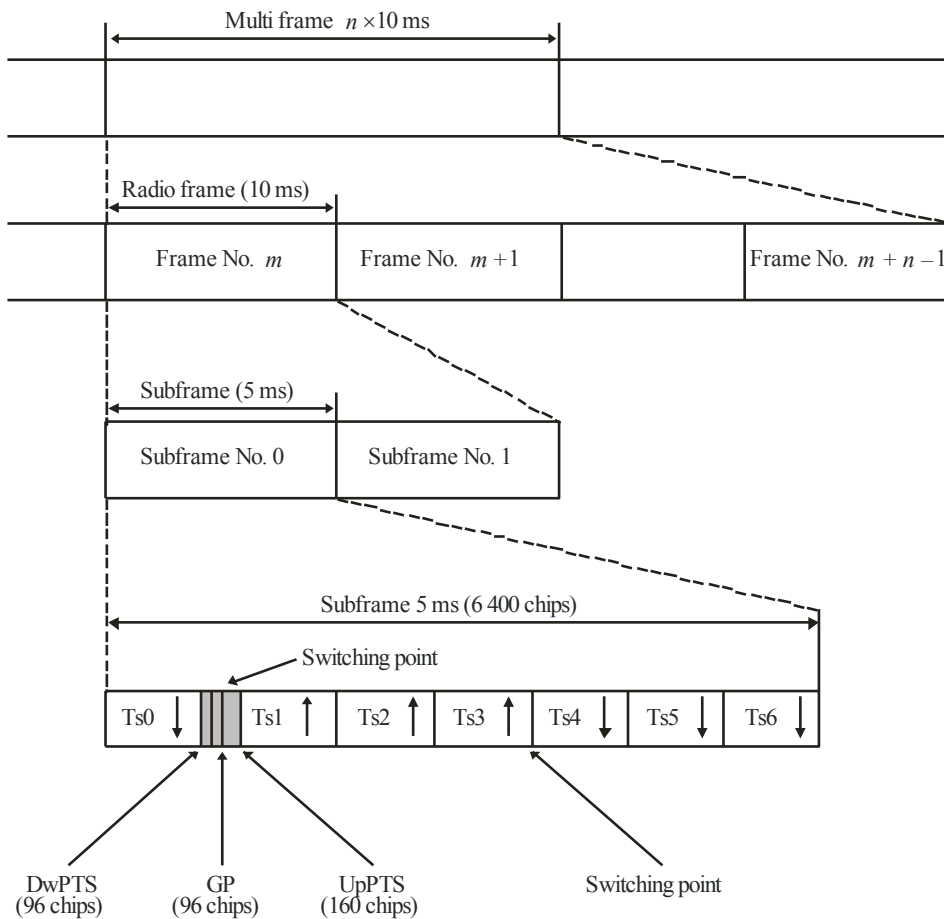 Multi frame n × 10 ms
Radio frame (10 ms)
Frame No. m
Frame No. m + 1
Frame No. m + n – 1
Subframe (5 ms)
Subframe No. 0
Subframe No. 1
Subframe 5 ms (6 400 chips)
Switching point
Ts0
Ts1
Ts2
Ts3
Ts4
Ts5
Ts6
DwPTS
(96 chips)
GP
(96 chips)
UpPTS
(160 chips)
Switching point